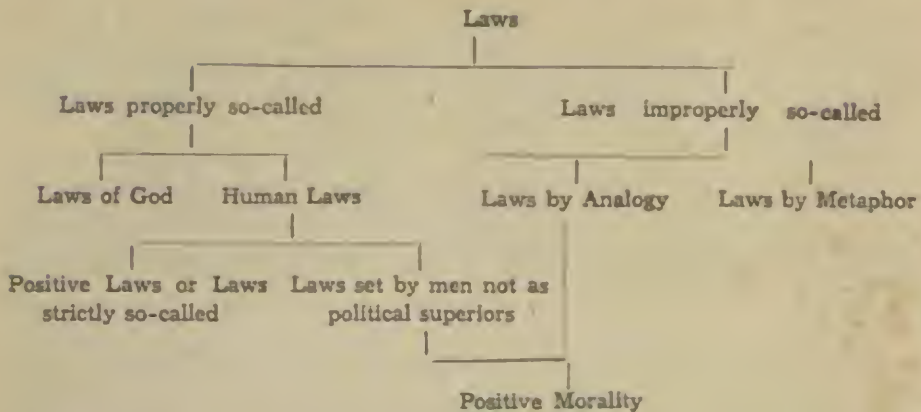 Laws
Laws properly so-called Laws improperly so-called
Laws of God Human Laws Laws by Analogy Laws by Metaphor
Positive Laws or Laws Laws set by men not as
strictly so-called political superiors
Positive Morality